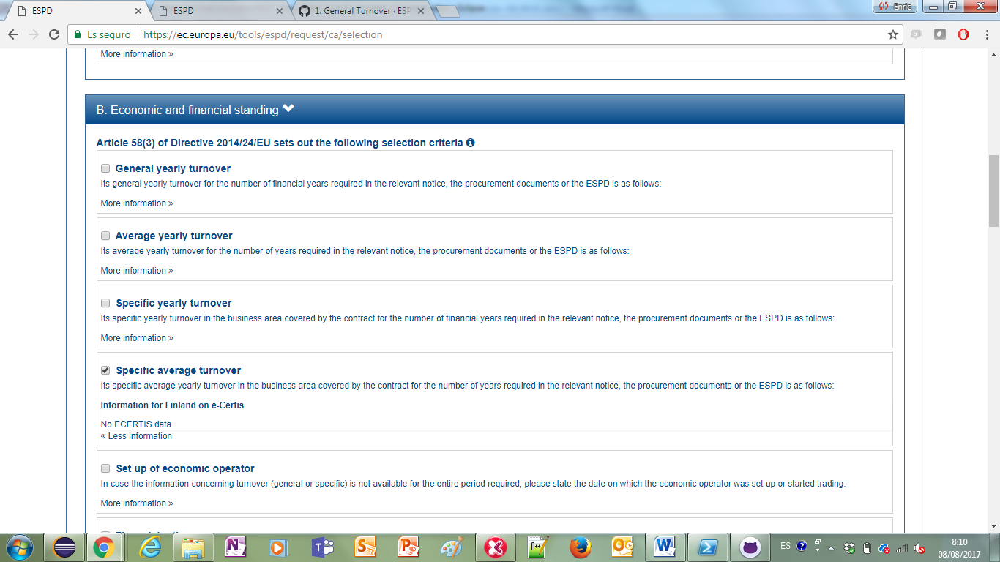 ESPD
ESPD
1. General Turnover · ESP
Enric
Es seguro
https://ec.europa.eu/tools/espd/request/ca/selection
More information »
B: Economic and financial standing
Article 58(3) of Directive 2014/24/EU sets out the following selection criteria
General yearly turnover
Its general yearly turnover for the number of financial years required in the relevant notice, the procurement documents or the ESPD is as follows:
More information »
Average yearly turnover
Its average yearly turnover for the number of years required in the relevant notice, the procurement documents or the ESPD is as follows:
More information »
Specific yearly turnover
Its specific yearly turnover in the business area covered by the contract for the number of financial years required in the relevant notice, the procurement documents or the ESPD is as follows:
More information »
Specific average turnover
Its specific average yearly turnover in the business area covered by the contract for the number of years required in the relevant notice, the procurement documents or the ESPD is as follows:
Information for Finland on e-Certis
No ECERTIS data
« Less information
Set up of economic operator
In case the information concerning turnover (general or specific) is not available for the entire period required, please state the date on which the economic operator was set up or started trading:
More information »
ES
8:10
08/08/2017